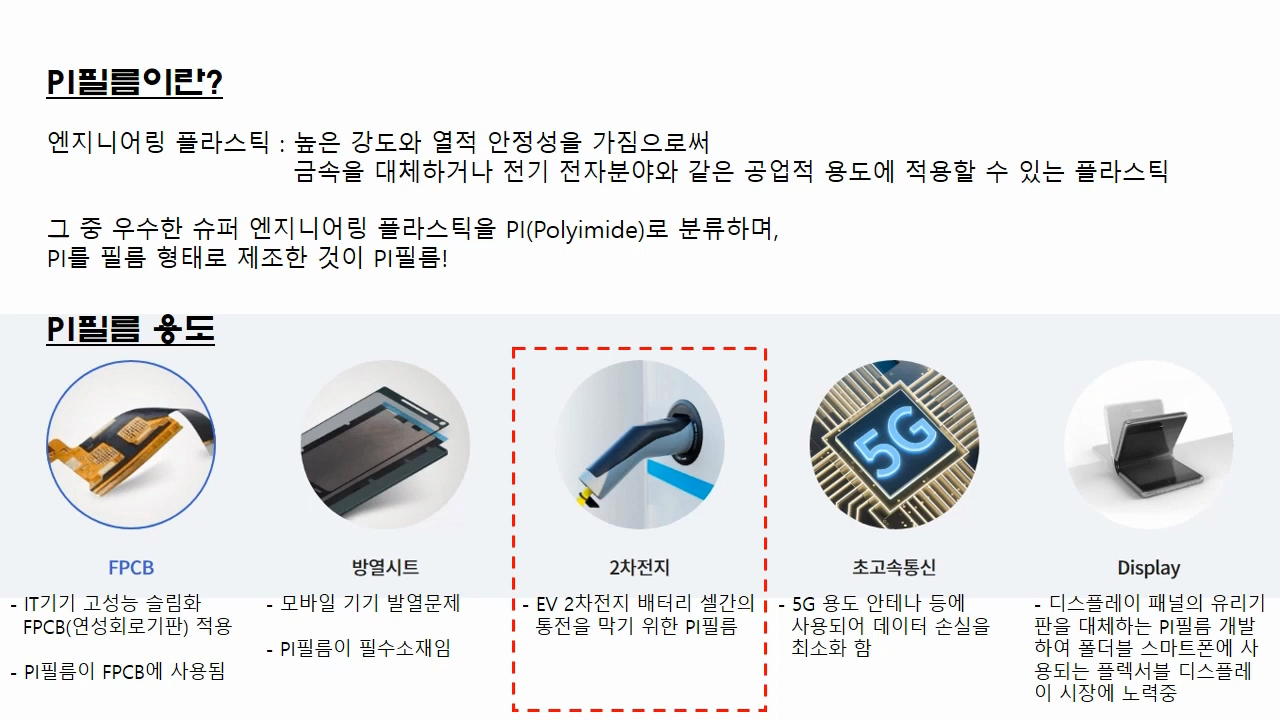 PI필름이란?
엔지니어링 플라스틱 : 높은 강도와 열적 안정성을 가짐으로써
금속을 대체하거나 전기 전자분야와 같은 공업적 용도에 적용할 수 있는 플라스틱
그 중 우수한 슈퍼 엔지니어링 플라스틱을 PI(Polyimide)로 분류하며,
PI를 필름 형태로 제조한 것이 PI필름!
PI필름 용도
5G
FPCB
- IT기기 고성능 슬림화
FPCB(연성회로기판) 적용
- PI필름이 FPCB에 사용됨
방열시트
- 모바일 기기 발열문제
- PI필름이 필수소재임
2차전지
- EV 2차전지 배터리 셀간의
통전을 막기 위한 PI필름
초고속통신
- 5G 용도 안테나 등에
사용되어 데이터 손실을
최소화 함
Display
- 디스플레이 패널의 유리기
판을 대체하는 PI필름 개발
하여 폴더블 스마트폰에 사
용되는 플렉서블 디스플레
이 시장에 노력중